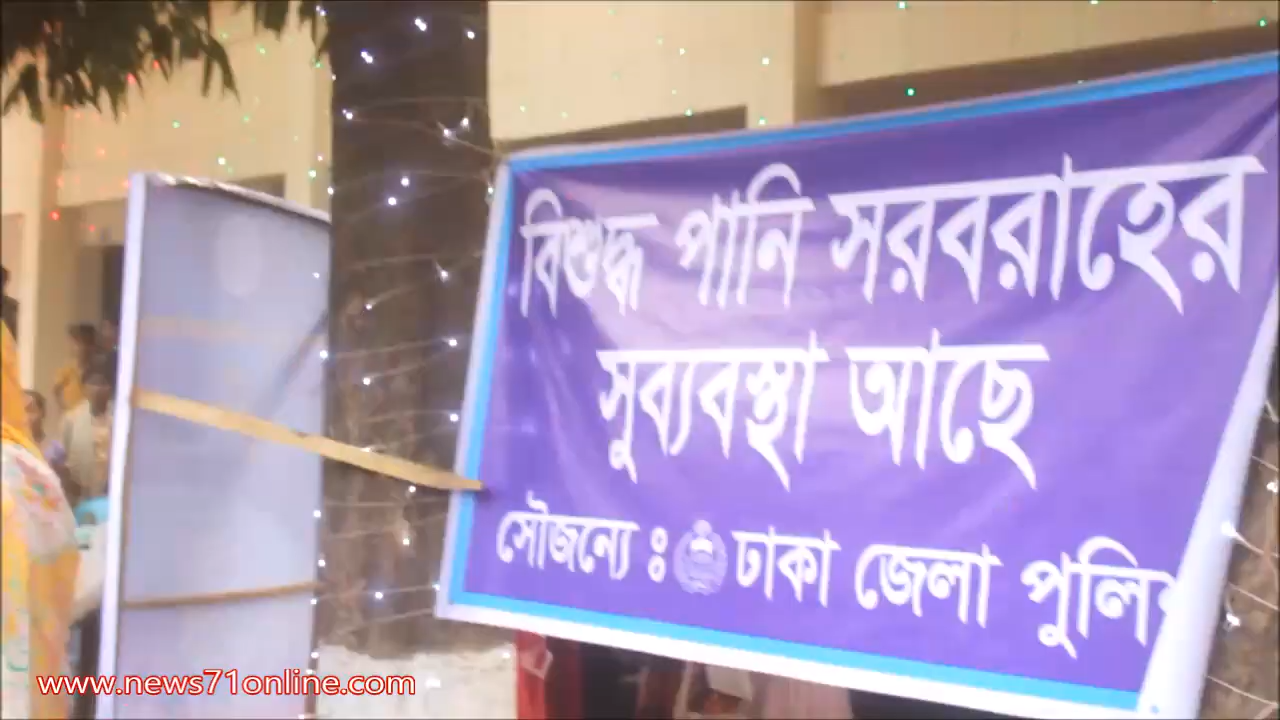 বিশুদ্ধ পানি সরবরাহের
সুব্যবস্থা আছে
সৌজন্যে ঃ ঢাকা জেলা
www.news71online.com